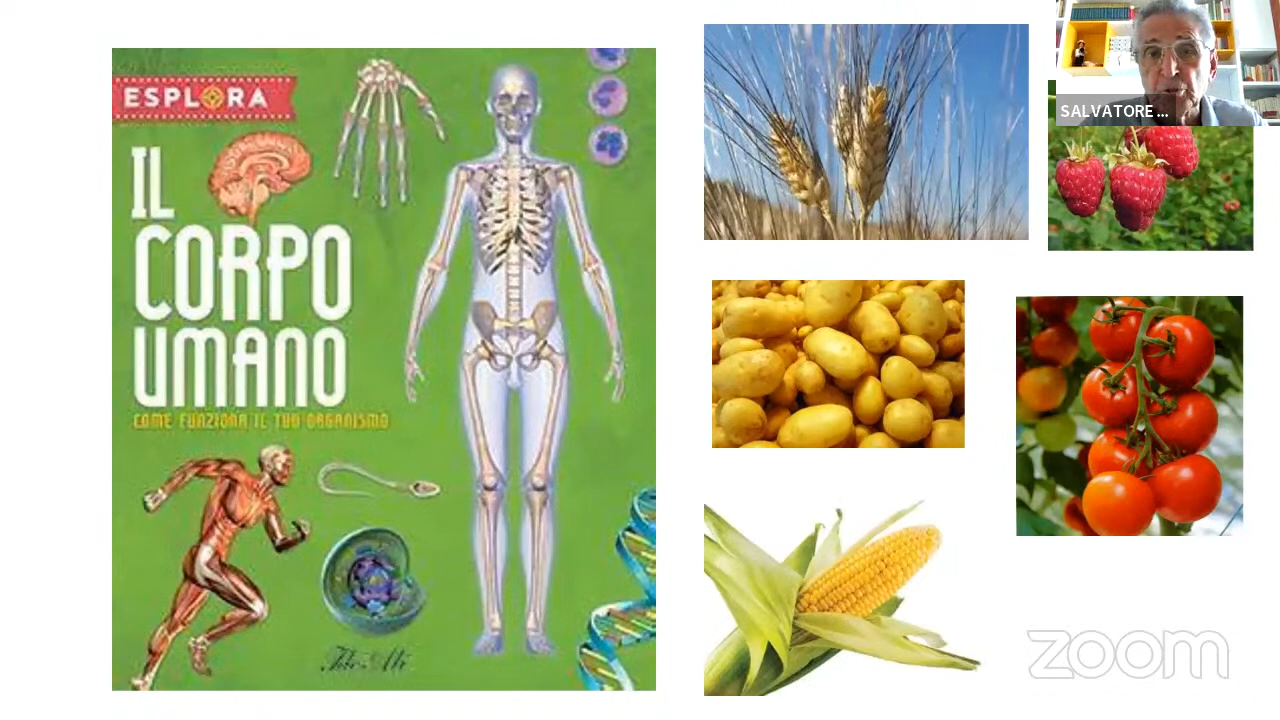 ESPLORA
IL
CORPO
UMANO
COME FUNZIONA IL TUO ORGANISMO
SALVATORE ...
zoom